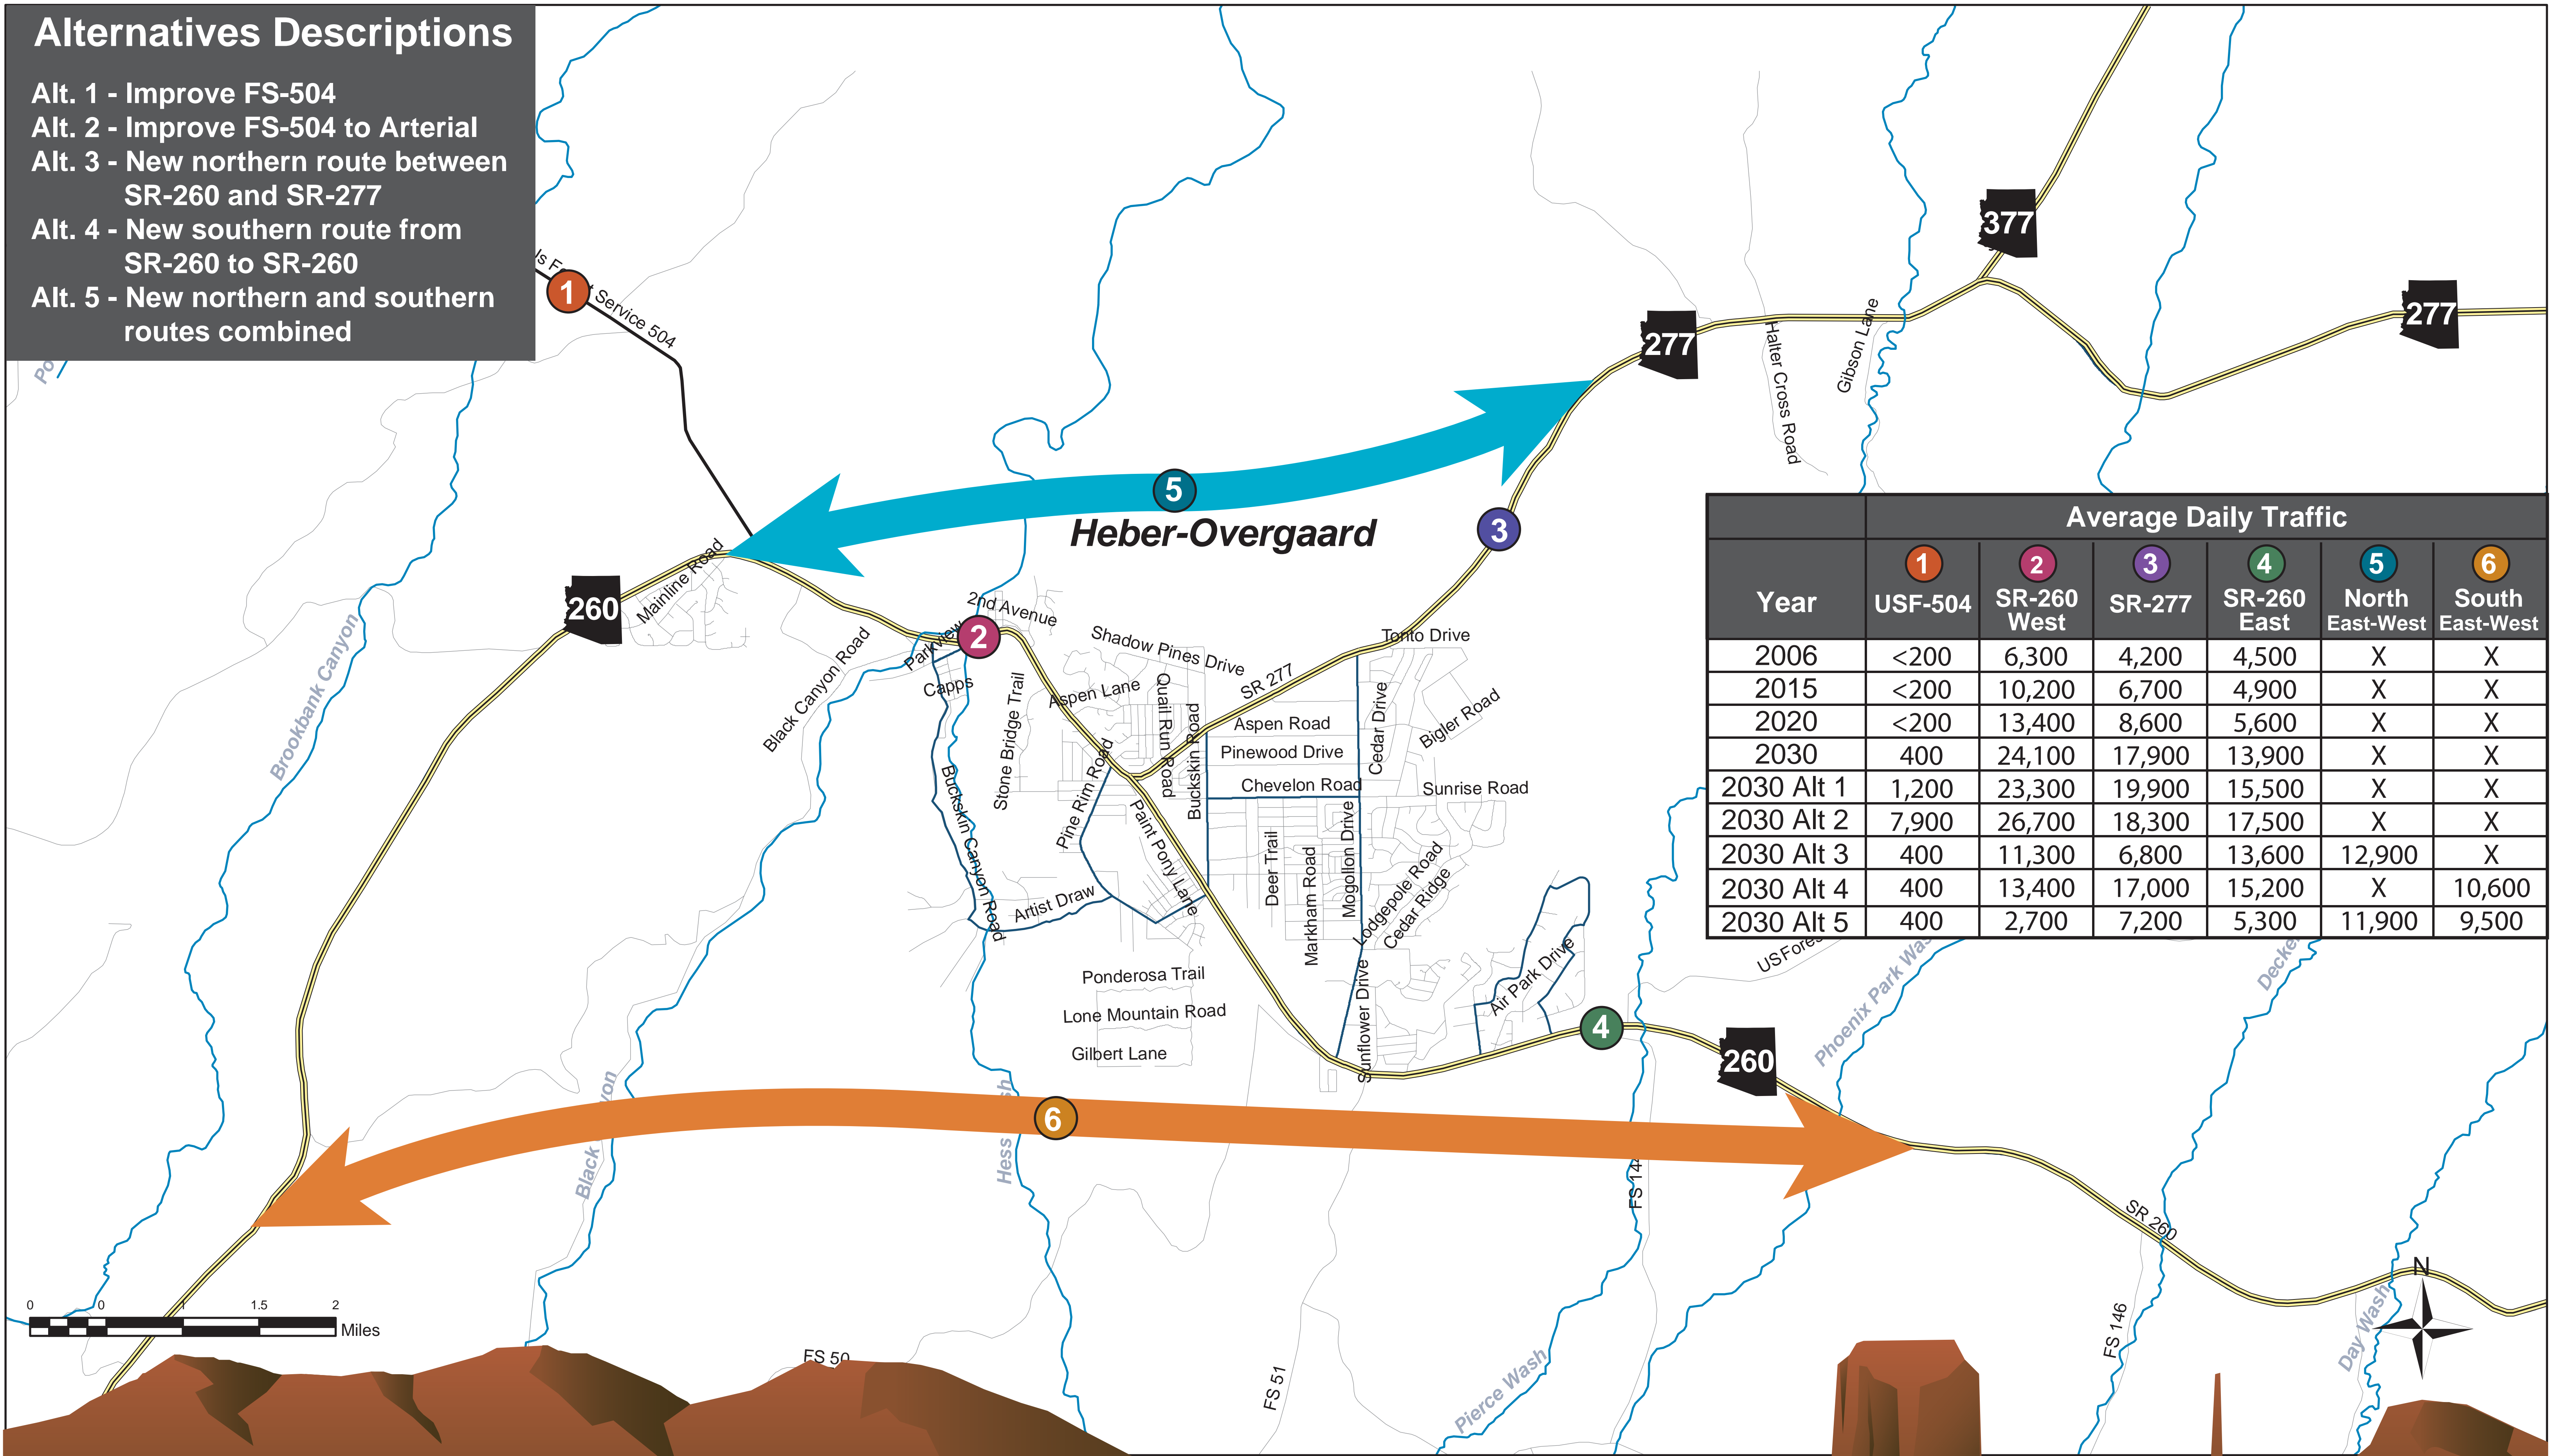 Alternatives Descriptions
Alt. 1 - Improve FS-504
Alt. 2 - Improve FS-504 to Arterial
Alt. 3 - New northern route between
SR-260 and SR-277
Alt. 4 - New southern route from
SR-260 to SR-260
Alt. 5 - New northern and southern
routes combined
1
Service 504
377
277
277
Halter Cross Road
Gibson Lane
5
Heber-Overgaard
3
260
Mainline Road
2nd Avenue
2
Parkview
Capps
Black Canyon Road
Brookbank Canyon
Shadow Pines Drive
Tonto Drive
SR 277
Aspen Lane
Stone Bridge Trail
Quail Run Road
Buckskin Road
Aspen Road
Pinewood Drive
Chevelon Road
Cedar Drive
Bigler Road
Sunrise Road
Pine Rim Road
Paint Pony Lane
Buckskin Canyon Road
Artist Draw
Deer Trail
Markham Road
Mogollon Drive
Lodgepole Road
Cedar Ridge
Sunflower Drive
Air Park Drive
Ponderosa Trail
Lone Mountain Road
Gilbert Lane
4
260
Average Daily Traffic
1 2 3 4 5 6
Year USF-504 SR-260 West SR-277 SR-260 East North East-West South East-West
2006 <200 6,300 4,200 4,500 X X
2015 <200 10,200 6,700 4,900 X X
2020 <200 13,400 8,600 5,600 X X
2030 400 24,100 17,900 13,900 X X
2030 Alt 1 1,200 23,300 19,900 15,500 X X
2030 Alt 2 7,900 26,700 18,300 17,500 X X
2030 Alt 3 400 11,300 6,800 13,600 12,900 X
2030 Alt 4 400 13,400 17,000 15,200 X 10,600
2030 Alt 5 400 2,700 7,200 5,300 11,900 9,500
Phoenix Park
6
Black
Hess
FS 14
SR 260
N
0 0 1 1.5 2
Miles
FS 50
FS 51
Pierce Wash
FS 146
Day Wash